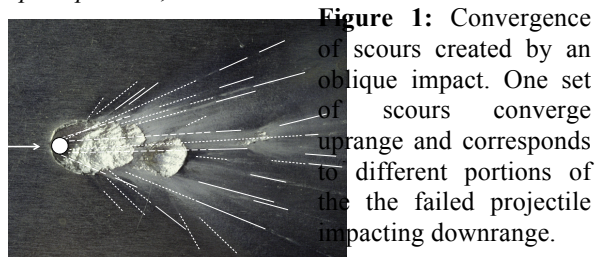 Figure 1: Convergence
of scours created by an
oblique impact. One set
of scours converge
uprange and corresponds
to different portions of
the the failed projectile
impacting downrange.